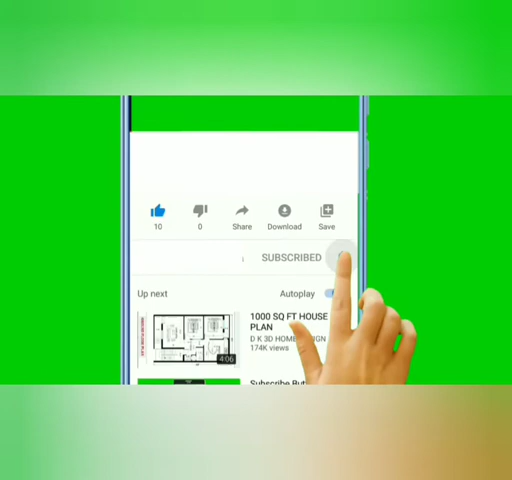 10
0
Share
Download
Save
SUBSCRIBED
Up next
Autoplay
1000 SQ FT HOUSE
PLAN
D K 3D HOME
174K views
4:06
Subscribe